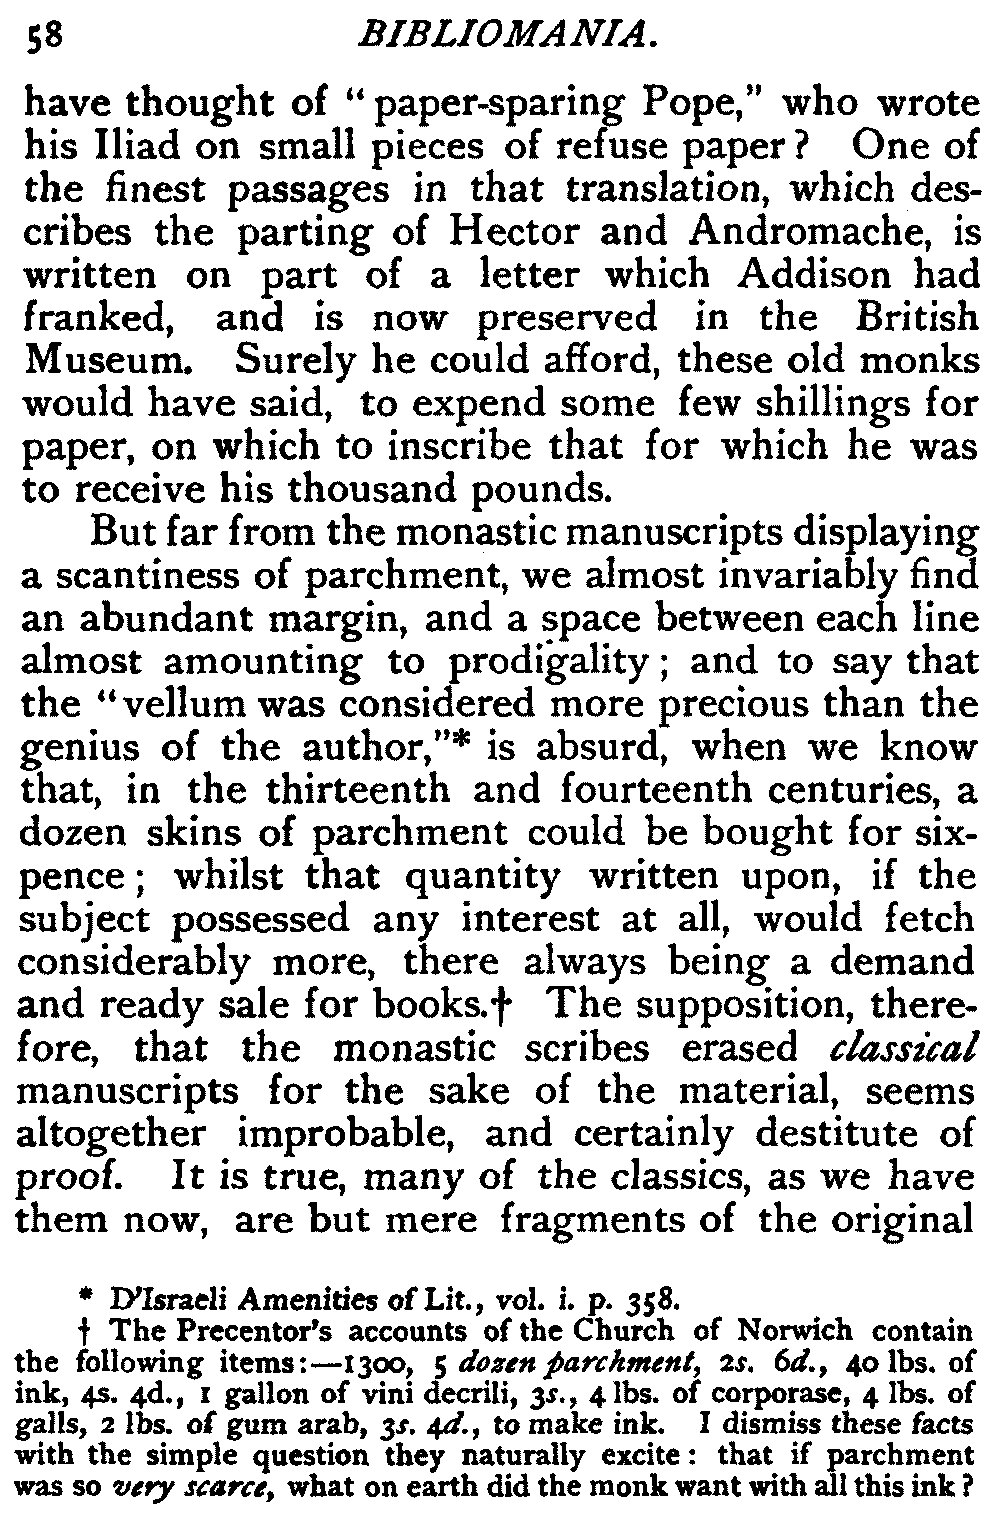 58 BIBLIOMANIA.
have thought of “ paper-sparing Pope,” who wrote
his Iliad on small pieces of refuse paper ? One of
the finest passages in that translation, which des-
cribes the parting of Hector and Andromache, is
written on part of a letter which Addison had
franked, and is now preserved in the British
Museum. Surely he could afford, these old monks
would have said, to expend some few shillings for
paper, on which to inscribe that for which he was
to receive his thousand pounds.
But far from the monastic manuscripts displaying
a scantiness of parchment, we almost invariably find
an abundant margin, and a space between each line
almost amounting to prodigality ; and to say that
the “ vellum was considered more precious than the
genius of the author,”* is absurd, when we know
that, in the thirteenth and fourteenth centuries, a
dozen skins of parchment could be bought for six-
pence ; whilst that quantity written upon, if the
subject possessed any interest at all, would fetch
considerably more, there always being a demand
and ready sale for books.† The supposition, there-
fore, that the monastic scribes erased classical
manuscripts for the sake of the material, seems
altogether improbable, and certainly destitute of
proof. It is true, many of the classics, as we have
them now, are but mere fragments of the original
* D’Israeli Amenities of Lit., vol. i. p. 358.
† The Precentor’s accounts of the Church of Norwich contain
the following items:—1300, 5 dozen parchment, 2s. 6d., 40 lbs. of
ink, 4s. 4d., 1 gallon of vini decrili, 3s., 4 lbs. of corporase, 4 lbs. of
galls, 2 lbs. of gum arab, 3s. 4d., to make ink. I dismiss these facts
with the simple question they naturally excite : that if parchment
was so very scarce, what on earth did the monk want with all this ink ?